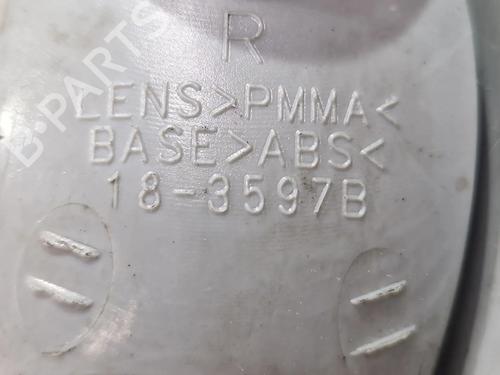 R
LENS>PMMA<
BASE>ABS<
18-3597B
B-PARTS